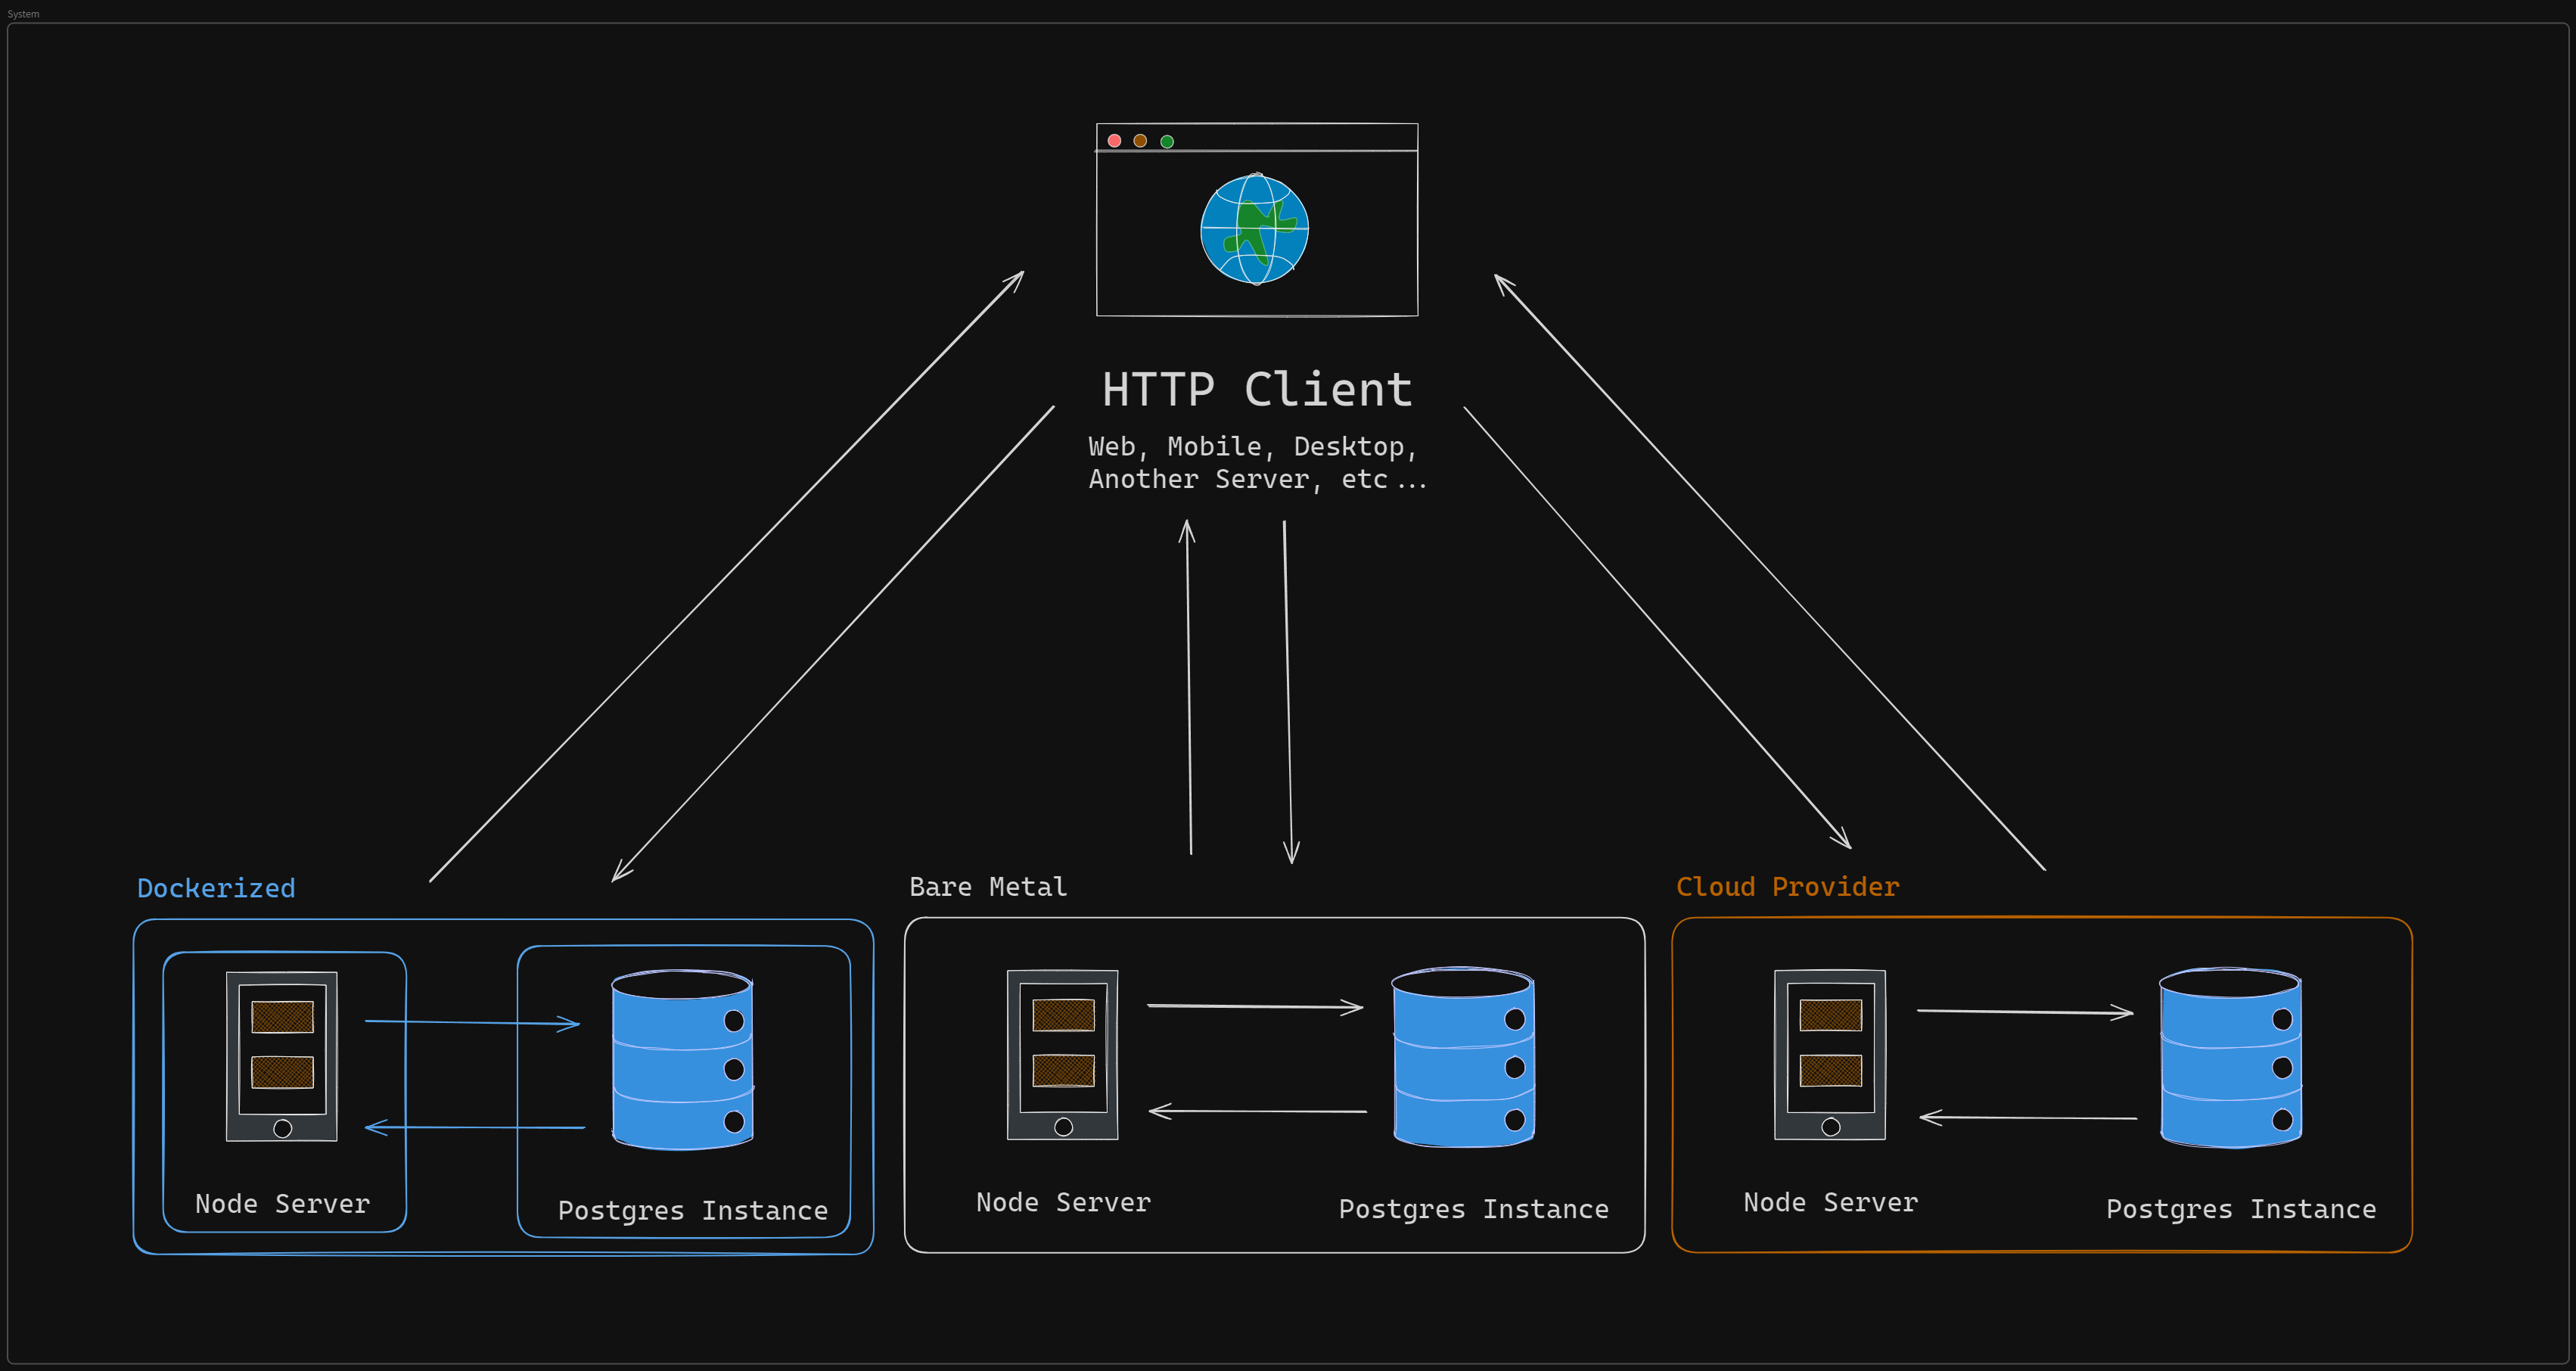 System
HTTP Client
Web, Mobile, Desktop,
Another Server, etc...
Dockerized
Node Server
Postgres Instance
Bare Metal
Node Server
Postgres Instance
Cloud Provider
Node Server
Postgres Instance